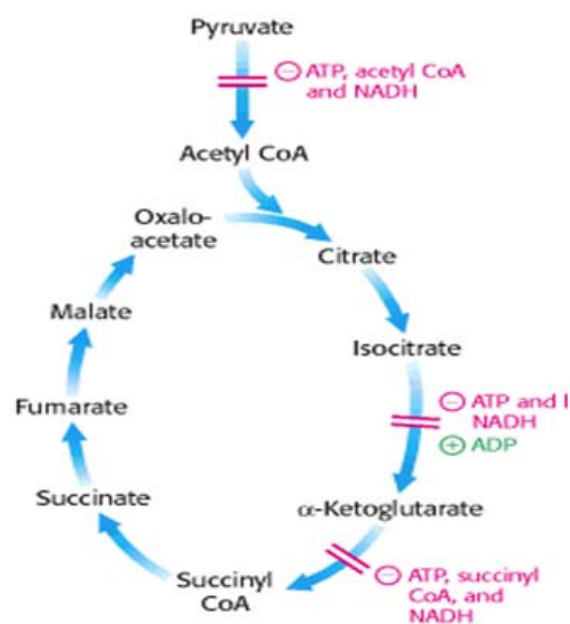 Pyruvate
⊖ ATP, acetyl CoA
and NADH
Acetyl CoA
Oxalo-
acetate
Citrate
Malate
Isocitrate
⊖ ATP and I
NADH
⊕ ADP
Fumarate
Succinate
α-Ketoglutarate
Succinyl
CoA
⊖ ATP, succinyl
CoA, and
NADH